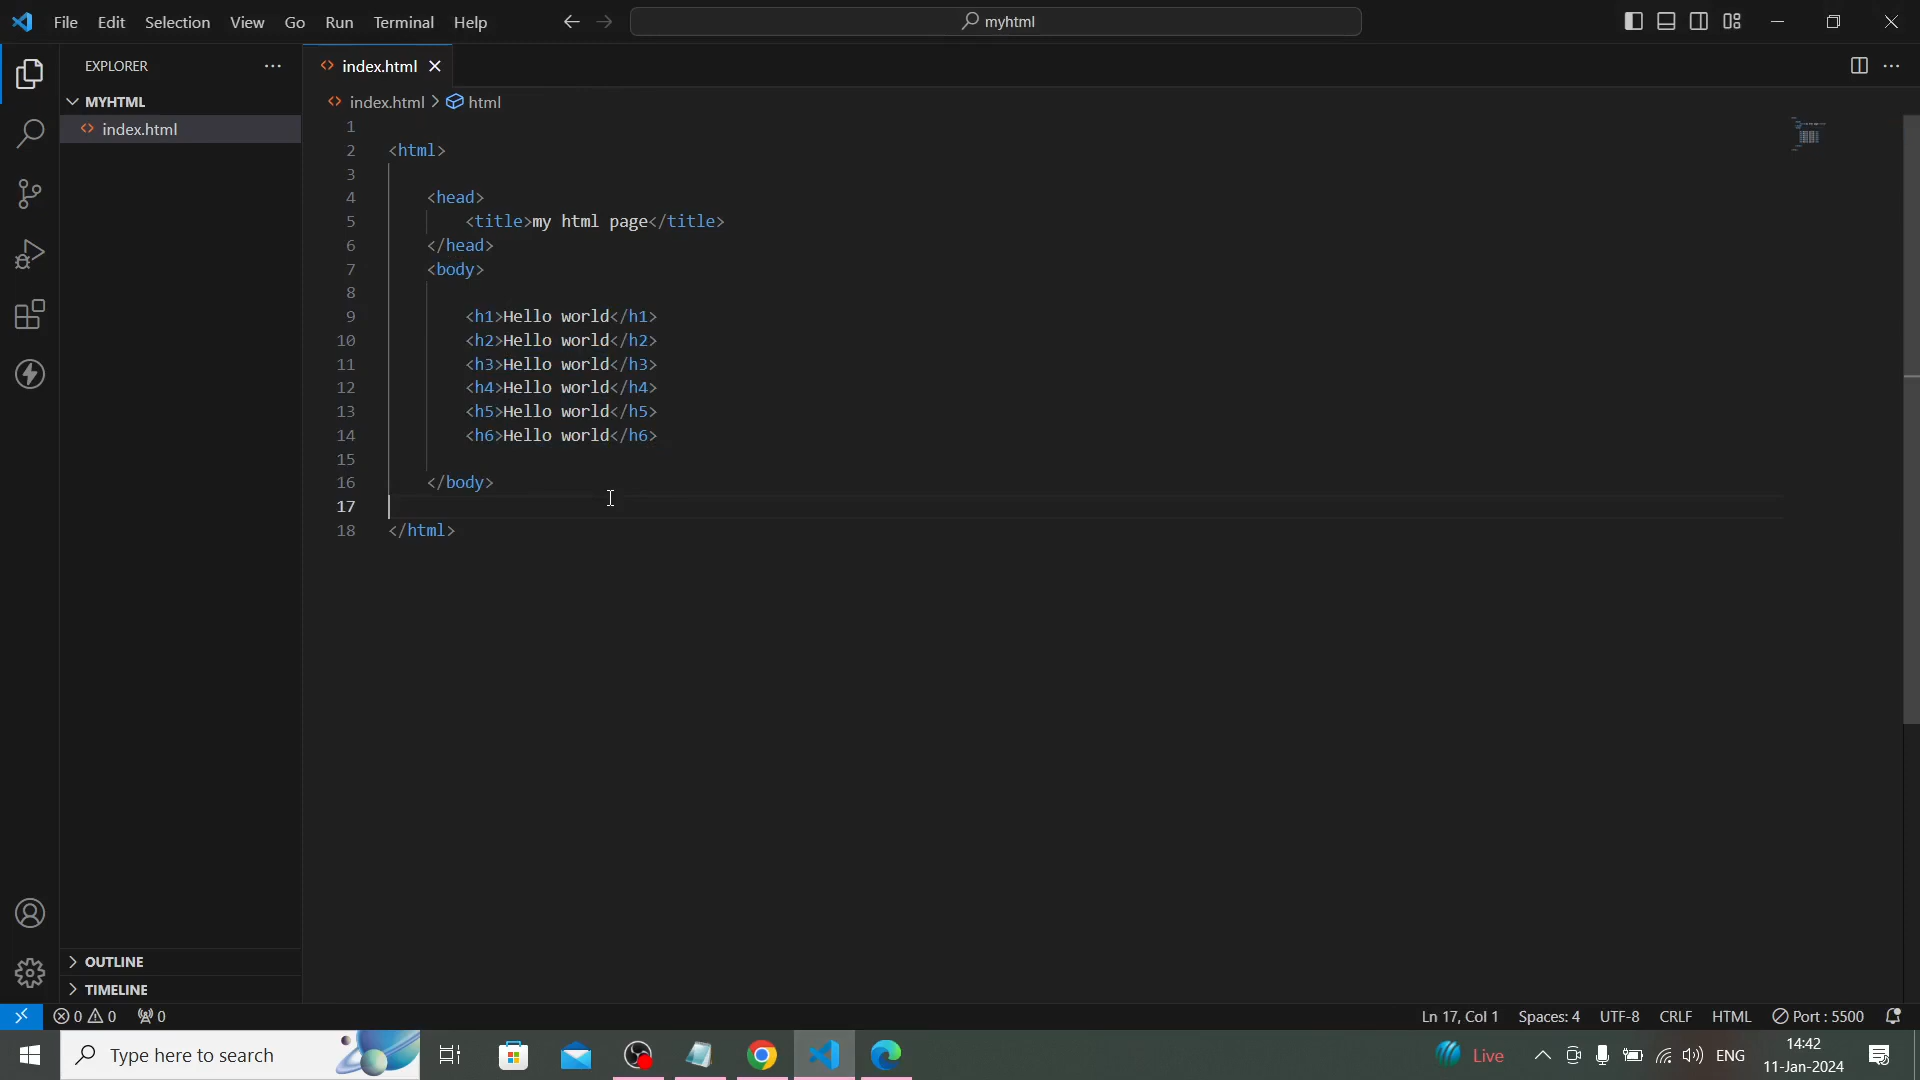 File Edit Selection View Go Run Terminal Help
myhtml
EXPLORER
MYHTML
index.html
index.html
index.html > html
1
2 <html>
3
4 <head>
5 <title>my html page</title>
6 </head>
7 <body>
8
9 <h1>Hello world</h1>
10 <h2>Hello world</h2>
11 <h3>Hello world</h3>
12 <h4>Hello world</h4>
13 <h5>Hello world</h5>
14 <h6>Hello world</h6>
15
16 </body>
17
18 </html>
OUTLINE
TIMELINE
0 0 0
Ln 17, Col 1 Spaces: 4 UTF-8 CRLF HTML Port : 5500
Type here to search
Live
ENG
14:42
11-Jan-2024